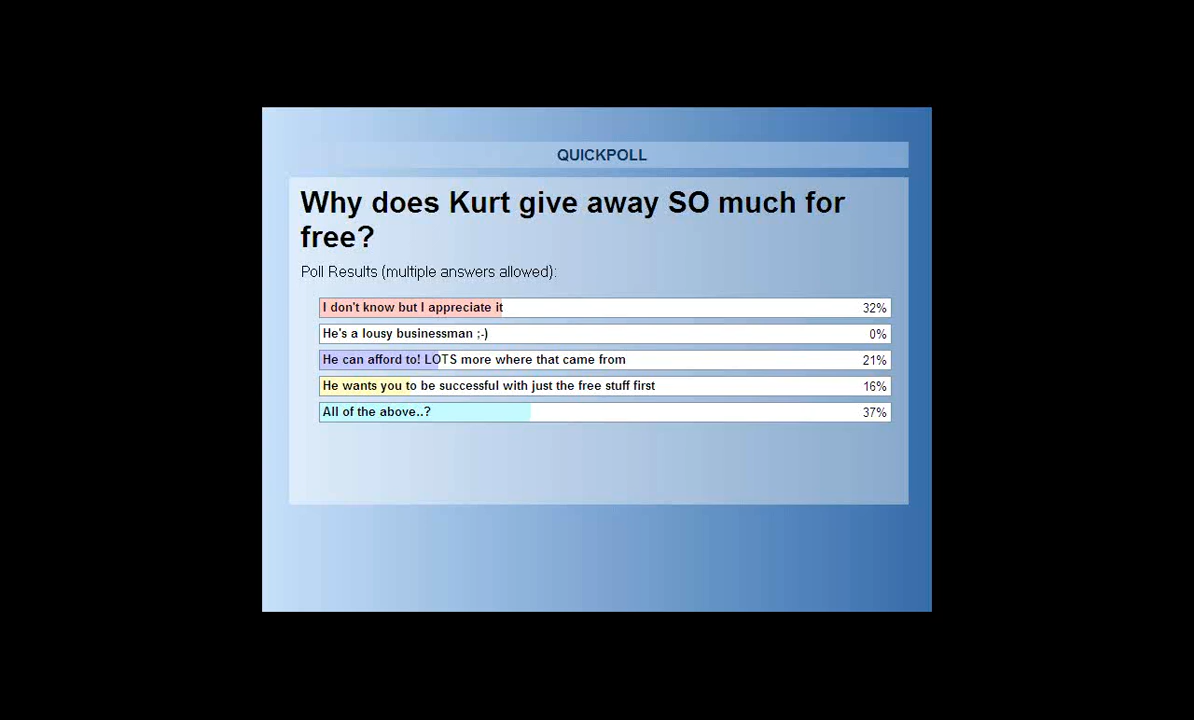 QUICKPOLL
Why does Kurt give away SO much for
free?
Poll Results (multiple answers allowed):
I don't know but I appreciate it 32%
He's a lousy businessman ;-) 0%
He can afford to! LOTS more where that came from 21%
He wants you to be successful with just the free stuff first 16%
All of the above..? 37%